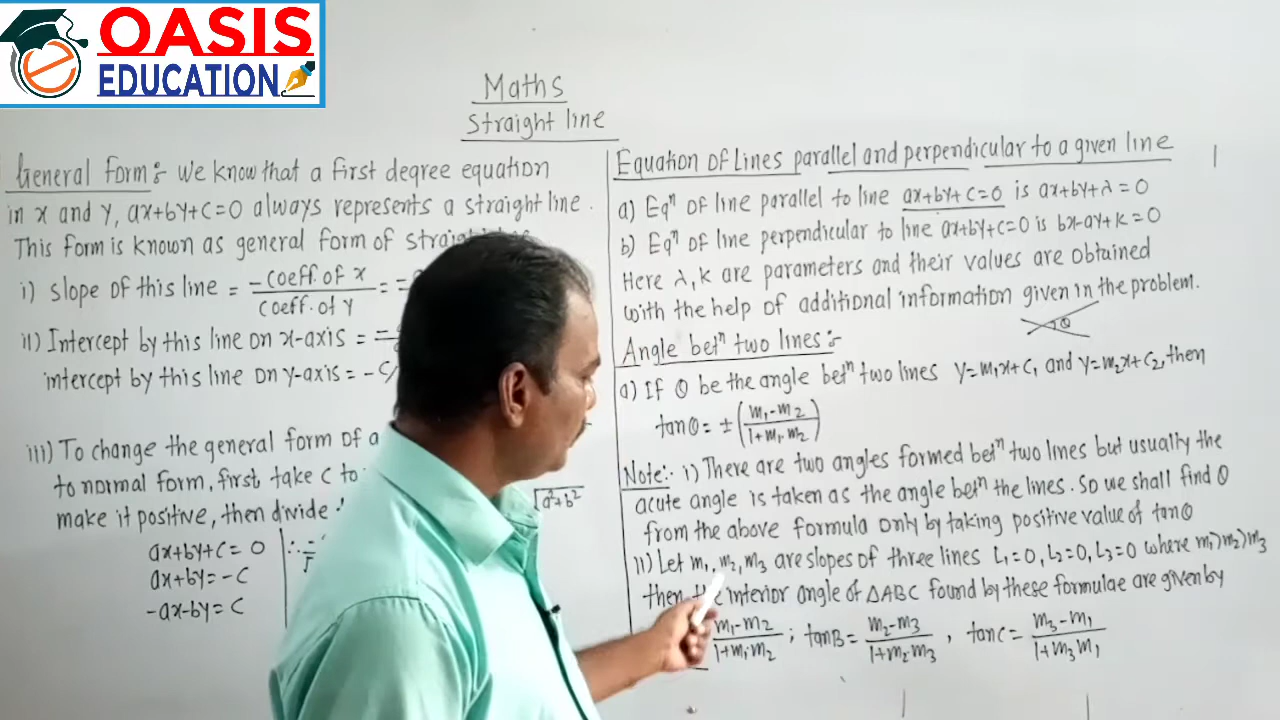 OASIS
EDUCATION
Maths
Straight line
General Form:- We know that a first degree equation
in x and y, ax+by+c=0 always represents a straight line.
This form is known as general form of
i) slope of this line = -coeff. of x / coeff. of y = -
ii) Intercept by this line on x-axis = -
intercept by this line on y-axis = -c/
iii) To change the general form of a
to normal form, first take c to
make it positive, then divide √a²+b²
ax+by+c=0
ax+by=-c
-ax-by=c
∴
Equation of Lines parallel and perpendicular to a given line
a) Eqⁿ of line parallel to line ax+by+c=0 is ax+by+λ=0
b) Eqⁿ of line perpendicular to line ax+by+c=0 is bx-ay+k=0
Here λ, k are parameters and their values are obtained
with the help of additional information given in the problem.
θ
Angle betⁿ two lines:-
a) If θ be the angle betⁿ two lines y=m₁x+c₁ and y=m₂x+c₂, then
tanθ = ± (m₁-m₂ / 1+m₁.m₂)
Note:- i) There are two angles formed betⁿ two lines but usually the
acute angle is taken as the angle betⁿ the lines. So we shall find θ
from the above formula only by taking positive value of tanθ
ii) Let m₁, m₂, m₃ are slopes of three lines L₁=0, L₂=0, L₃=0 where m₁>m₂>m₃
then the interior angle of ΔABC found by these formulae are given by
m₁-m₂ / 1+m₁.m₂ ; tanB = m₂-m₃ / 1+m₂.m₃ , tanC = m₃-m₁ / 1+m₃m₁